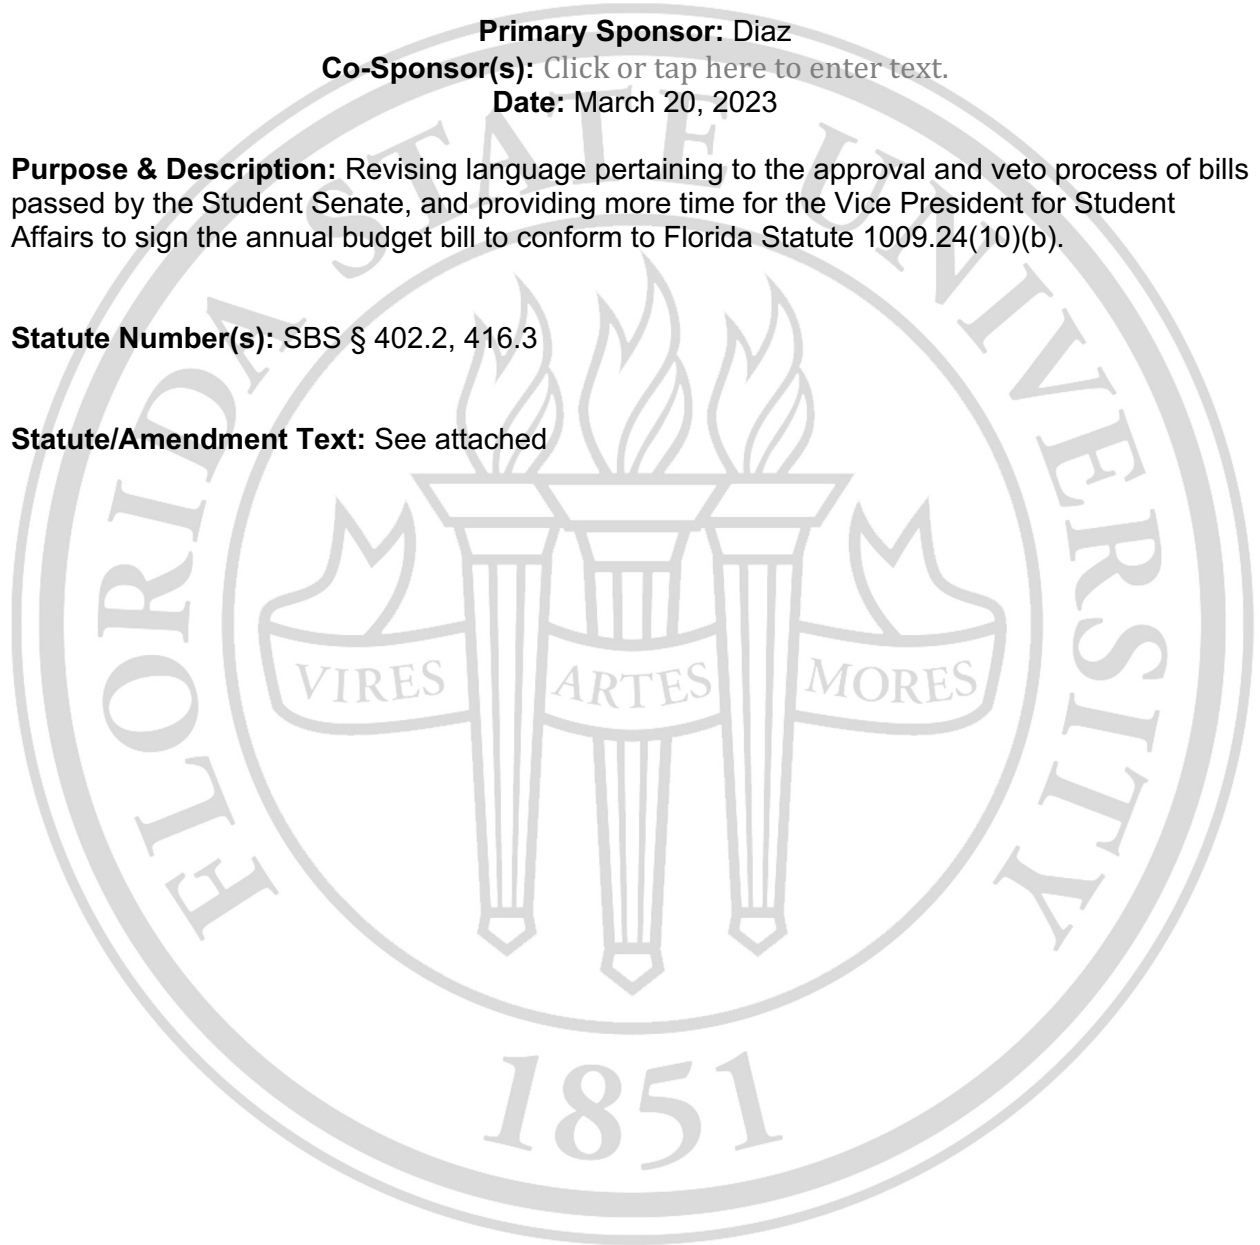 Primary Sponsor: Diaz
Co-Sponsor(s): Click or tap here to enter text.
Date: March 20, 2023
Purpose & Description: Revising language pertaining to the approval and veto process of bills
passed by the Student Senate, and providing more time for the Vice President for Student
Affairs to sign the annual budget bill to conform to Florida Statute 1009.24(10)(b).
Statute Number(s): SBS § 402.2, 416.3
Statute/Amendment Text: See attached
FLORIDA STATE UNIVERSITY
VIRES ARTES MORES
1851